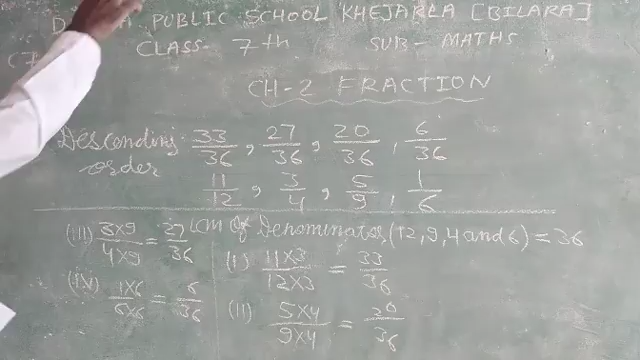 PUBLIC SCHOOL KHEJARLA [BILARA]
CLASS- 7th SUB- MATHS
CH-2 FRACTION
Descending order 33/36, 27/36, 20/36, 6/36
11/12, 3/4, 5/9, 1/6
LCM Of Denominator, (12, 9, 4 and 6) = 36
(i) 11×3/12×3 = 33/36
(ii) 5×4/9×4 = 20/36
(iii) 3×9/4×9 = 27/36
(iv) 1×6/6×6 = 6/36